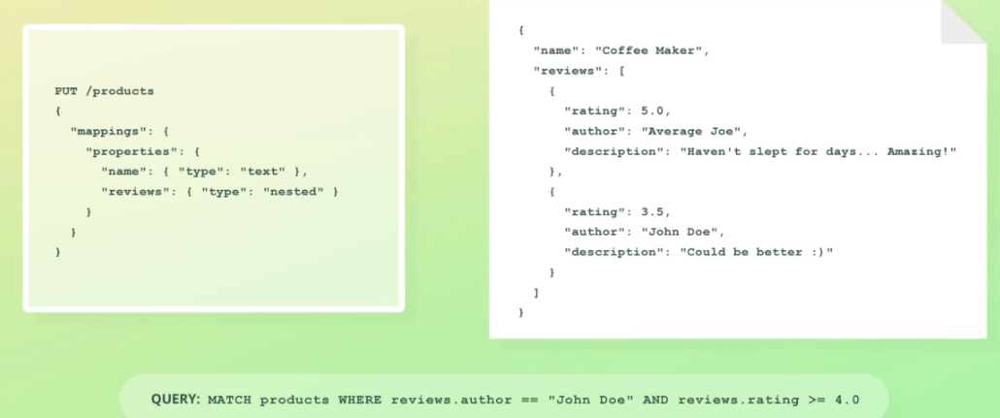 PUT /products
{
  "mappings": {
    "properties": {
      "name": { "type": "text" },
      "reviews": { "type": "nested" }
    }
  }
}
{
  "name": "Coffee Maker",
  "reviews": [
    {
      "rating": 5.0,
      "author": "Average Joe",
      "description": "Haven't slept for days... Amazing!"
    },
    {
      "rating": 3.5,
      "author": "John Doe",
      "description": "Could be better :)"
    }
  ]
}
QUERY: MATCH products WHERE reviews.author == "John Doe" AND reviews.rating >= 4.0